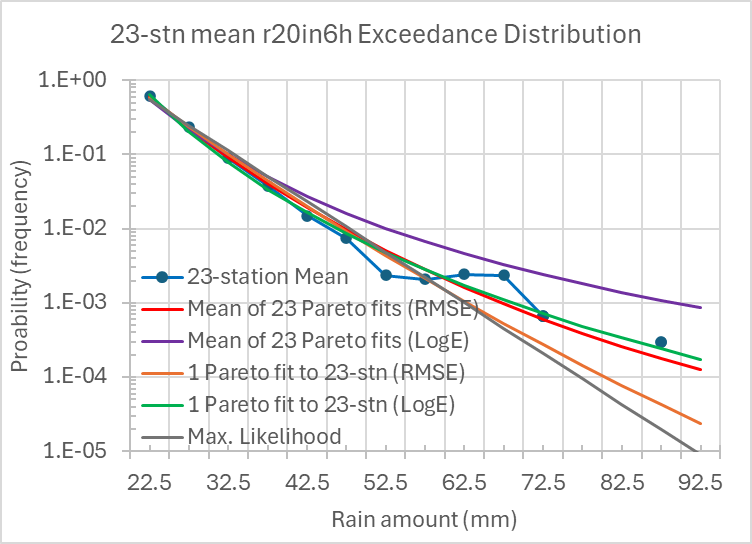 23-stn mean r20in6h Exceedance Distribution
Proability (frequency)
1.E+00
1.E-01
1.E-02
1.E-03
1.E-04
1.E-05
23-station Mean
Mean of 23 Pareto fits (RMSE)
Mean of 23 Pareto fits (LogE)
1 Pareto fit to 23-stn (RMSE)
1 Pareto fit to 23-stn (LogE)
Max. Likelihood
22.5 32.5 42.5 52.5 62.5 72.5 82.5 92.5
Rain amount (mm)